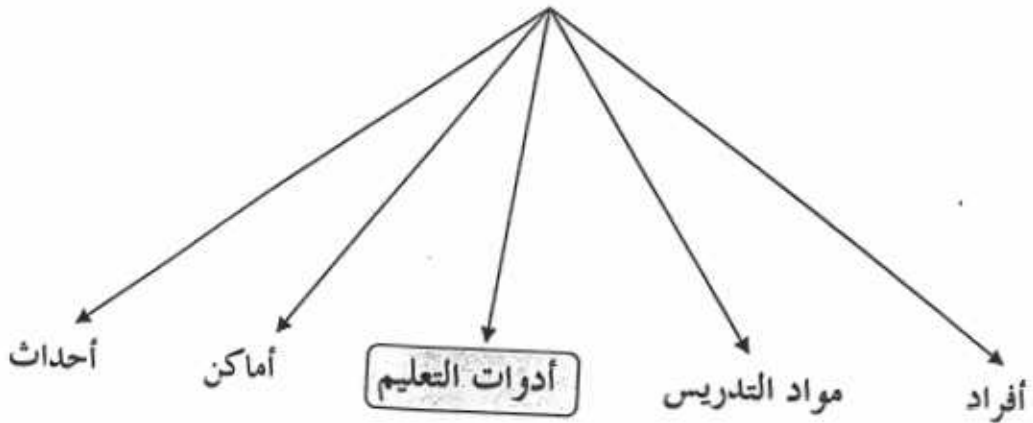 أفراد
مواد التدريس
أدوات التعليم
أماكن
أحداث